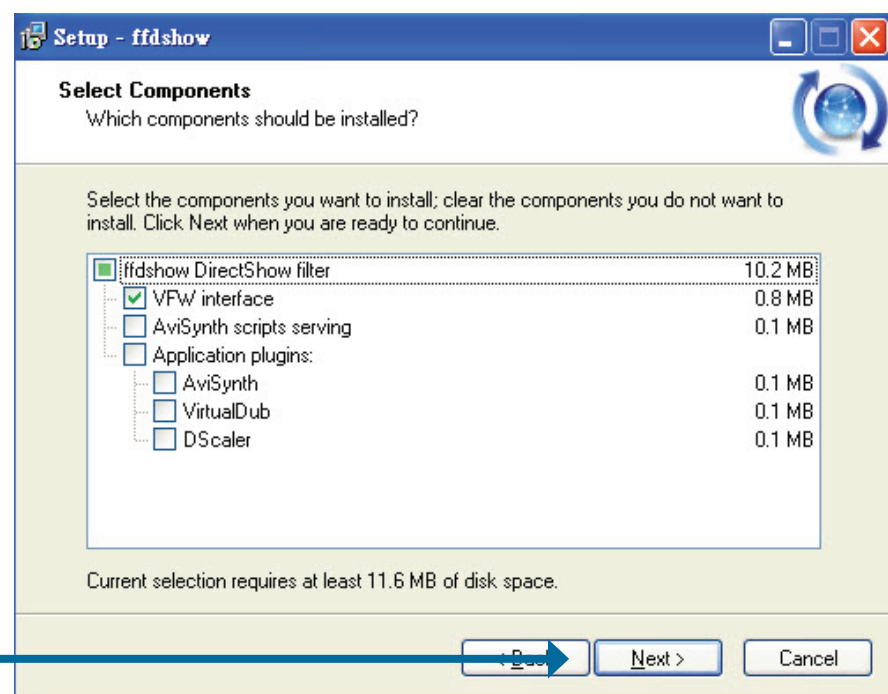 Setup - ffdshow
Select Components
Which components should be installed?
Select the components you want to install; clear the components you do not want to
install. Click Next when you are ready to continue.
ffdshow DirectShow filter 10.2 MB
VFW interface 0.8 MB
AviSynth scripts serving 0.1 MB
Application plugins:
AviSynth 0.1 MB
VirtualDub 0.1 MB
DScaler 0.1 MB
Current selection requires at least 11.6 MB of disk space.
Next > Cancel